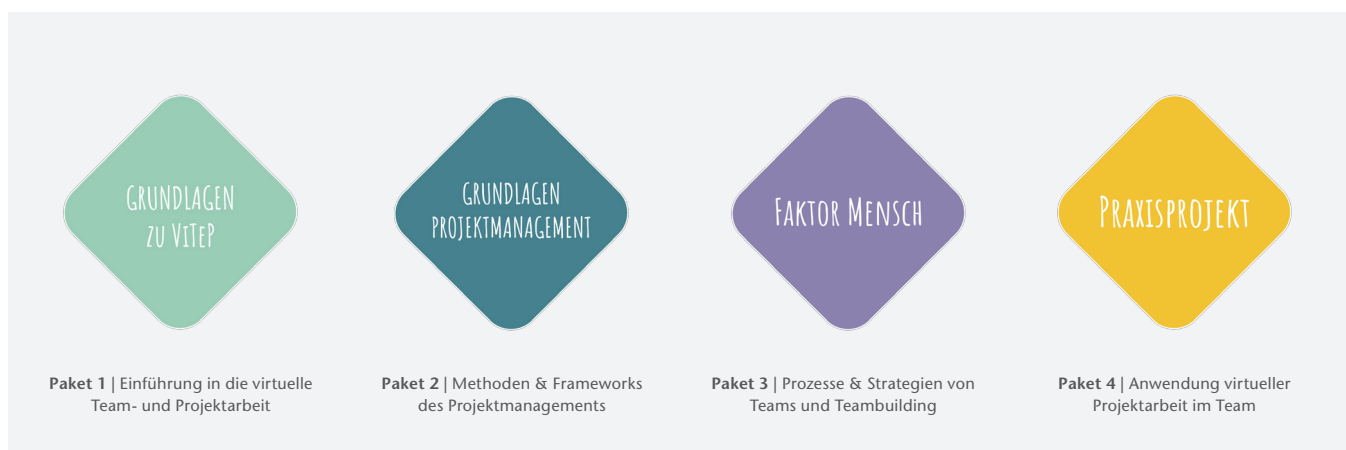 GRUNDLAGEN
ZU VITEP
GRUNDLAGEN
PROJEKTMANAGEMENT
FAKTOR MENSCH
PRAXISPROJEKT
Paket 1 | Einführung in die virtuelle
Team- und Projektarbeit
Paket 2 | Methoden & Frameworks
des Projektmanagements
Paket 3 | Prozesse & Strategien von
Teams und Teambuilding
Paket 4 | Anwendung virtueller
Projektarbeit im Team